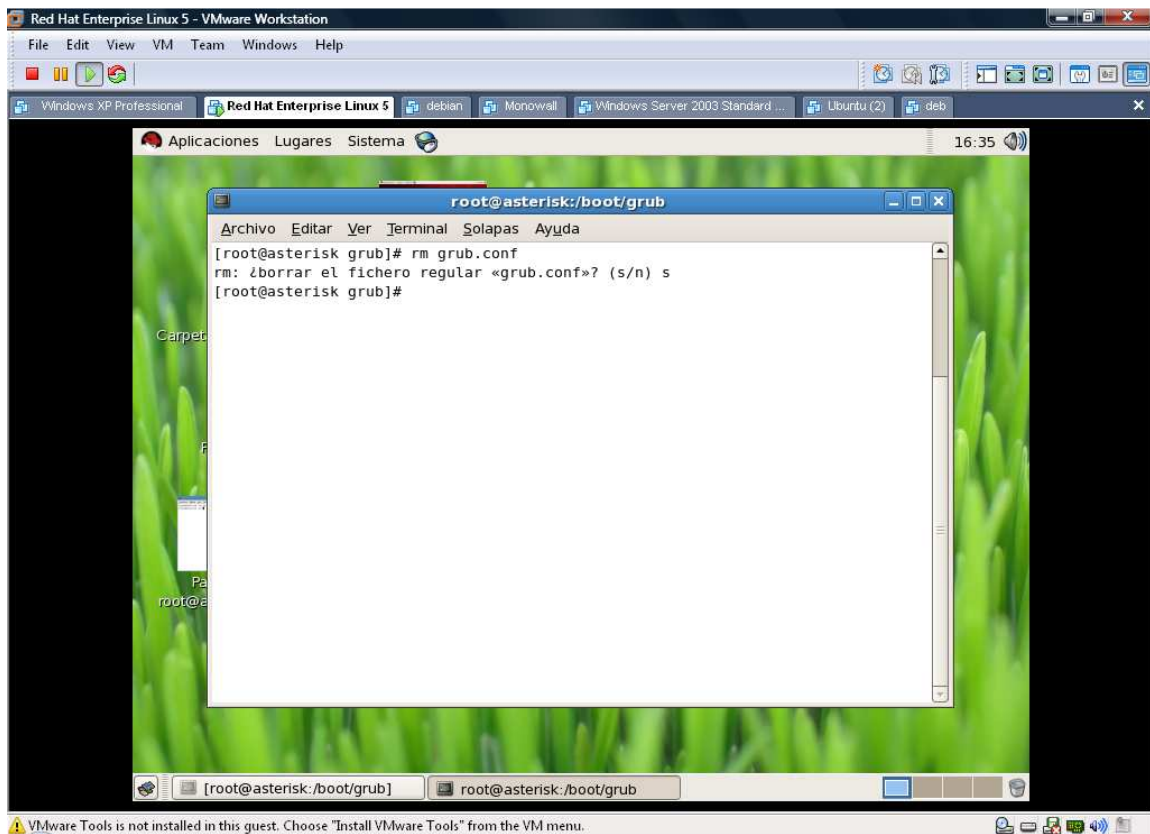 Red Hat Enterprise Linux 5 - VMware Workstation
File Edit View VM Team Windows Help
Windows XP Professional Red Hat Enterprise Linux 5 debian Monowall Windows Server 2003 Standard ... Ubuntu (2) deb
Aplicaciones Lugares Sistema 16:35
root@asterisk:/boot/grub
Archivo Editar Ver Terminal Solapas Ayuda
[root@asterisk grub]# rm grub.conf
rm: ¿borrar el fichero regular «grub.conf»? (s/n) s
[root@asterisk grub]#
Carpet
Pa
root@a
[root@asterisk:/boot/grub] root@asterisk:/boot/grub
VMware Tools is not installed in this guest. Choose "Install VMware Tools" from the VM menu.